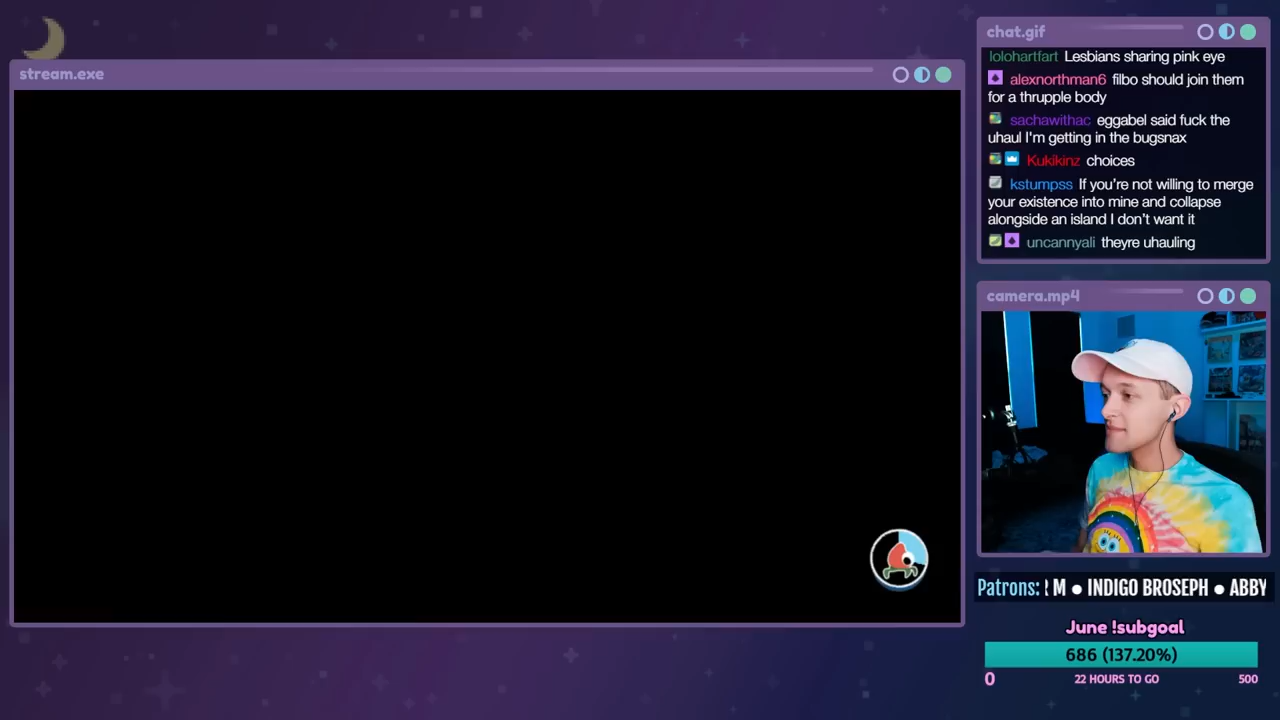 chat.gif
lolohartfart Lesbians sharing pink eye
alexnorthman6 filbo should join them
for a thrupple body
sachawithac eggabel said fuck the
uhaul I'm getting in the bugsnax
Kukikinz choices
kstumpss If you're not willing to merge
your existence into mine and collapse
alongside an island I don't want it
uncannyali theyre uhauling
stream.exe
camera.mp4
Patrons: R M ● INDIGO BROSEPH ● ABBY
June !subgoal
686 (137.20%)
0 22 HOURS TO GO 500